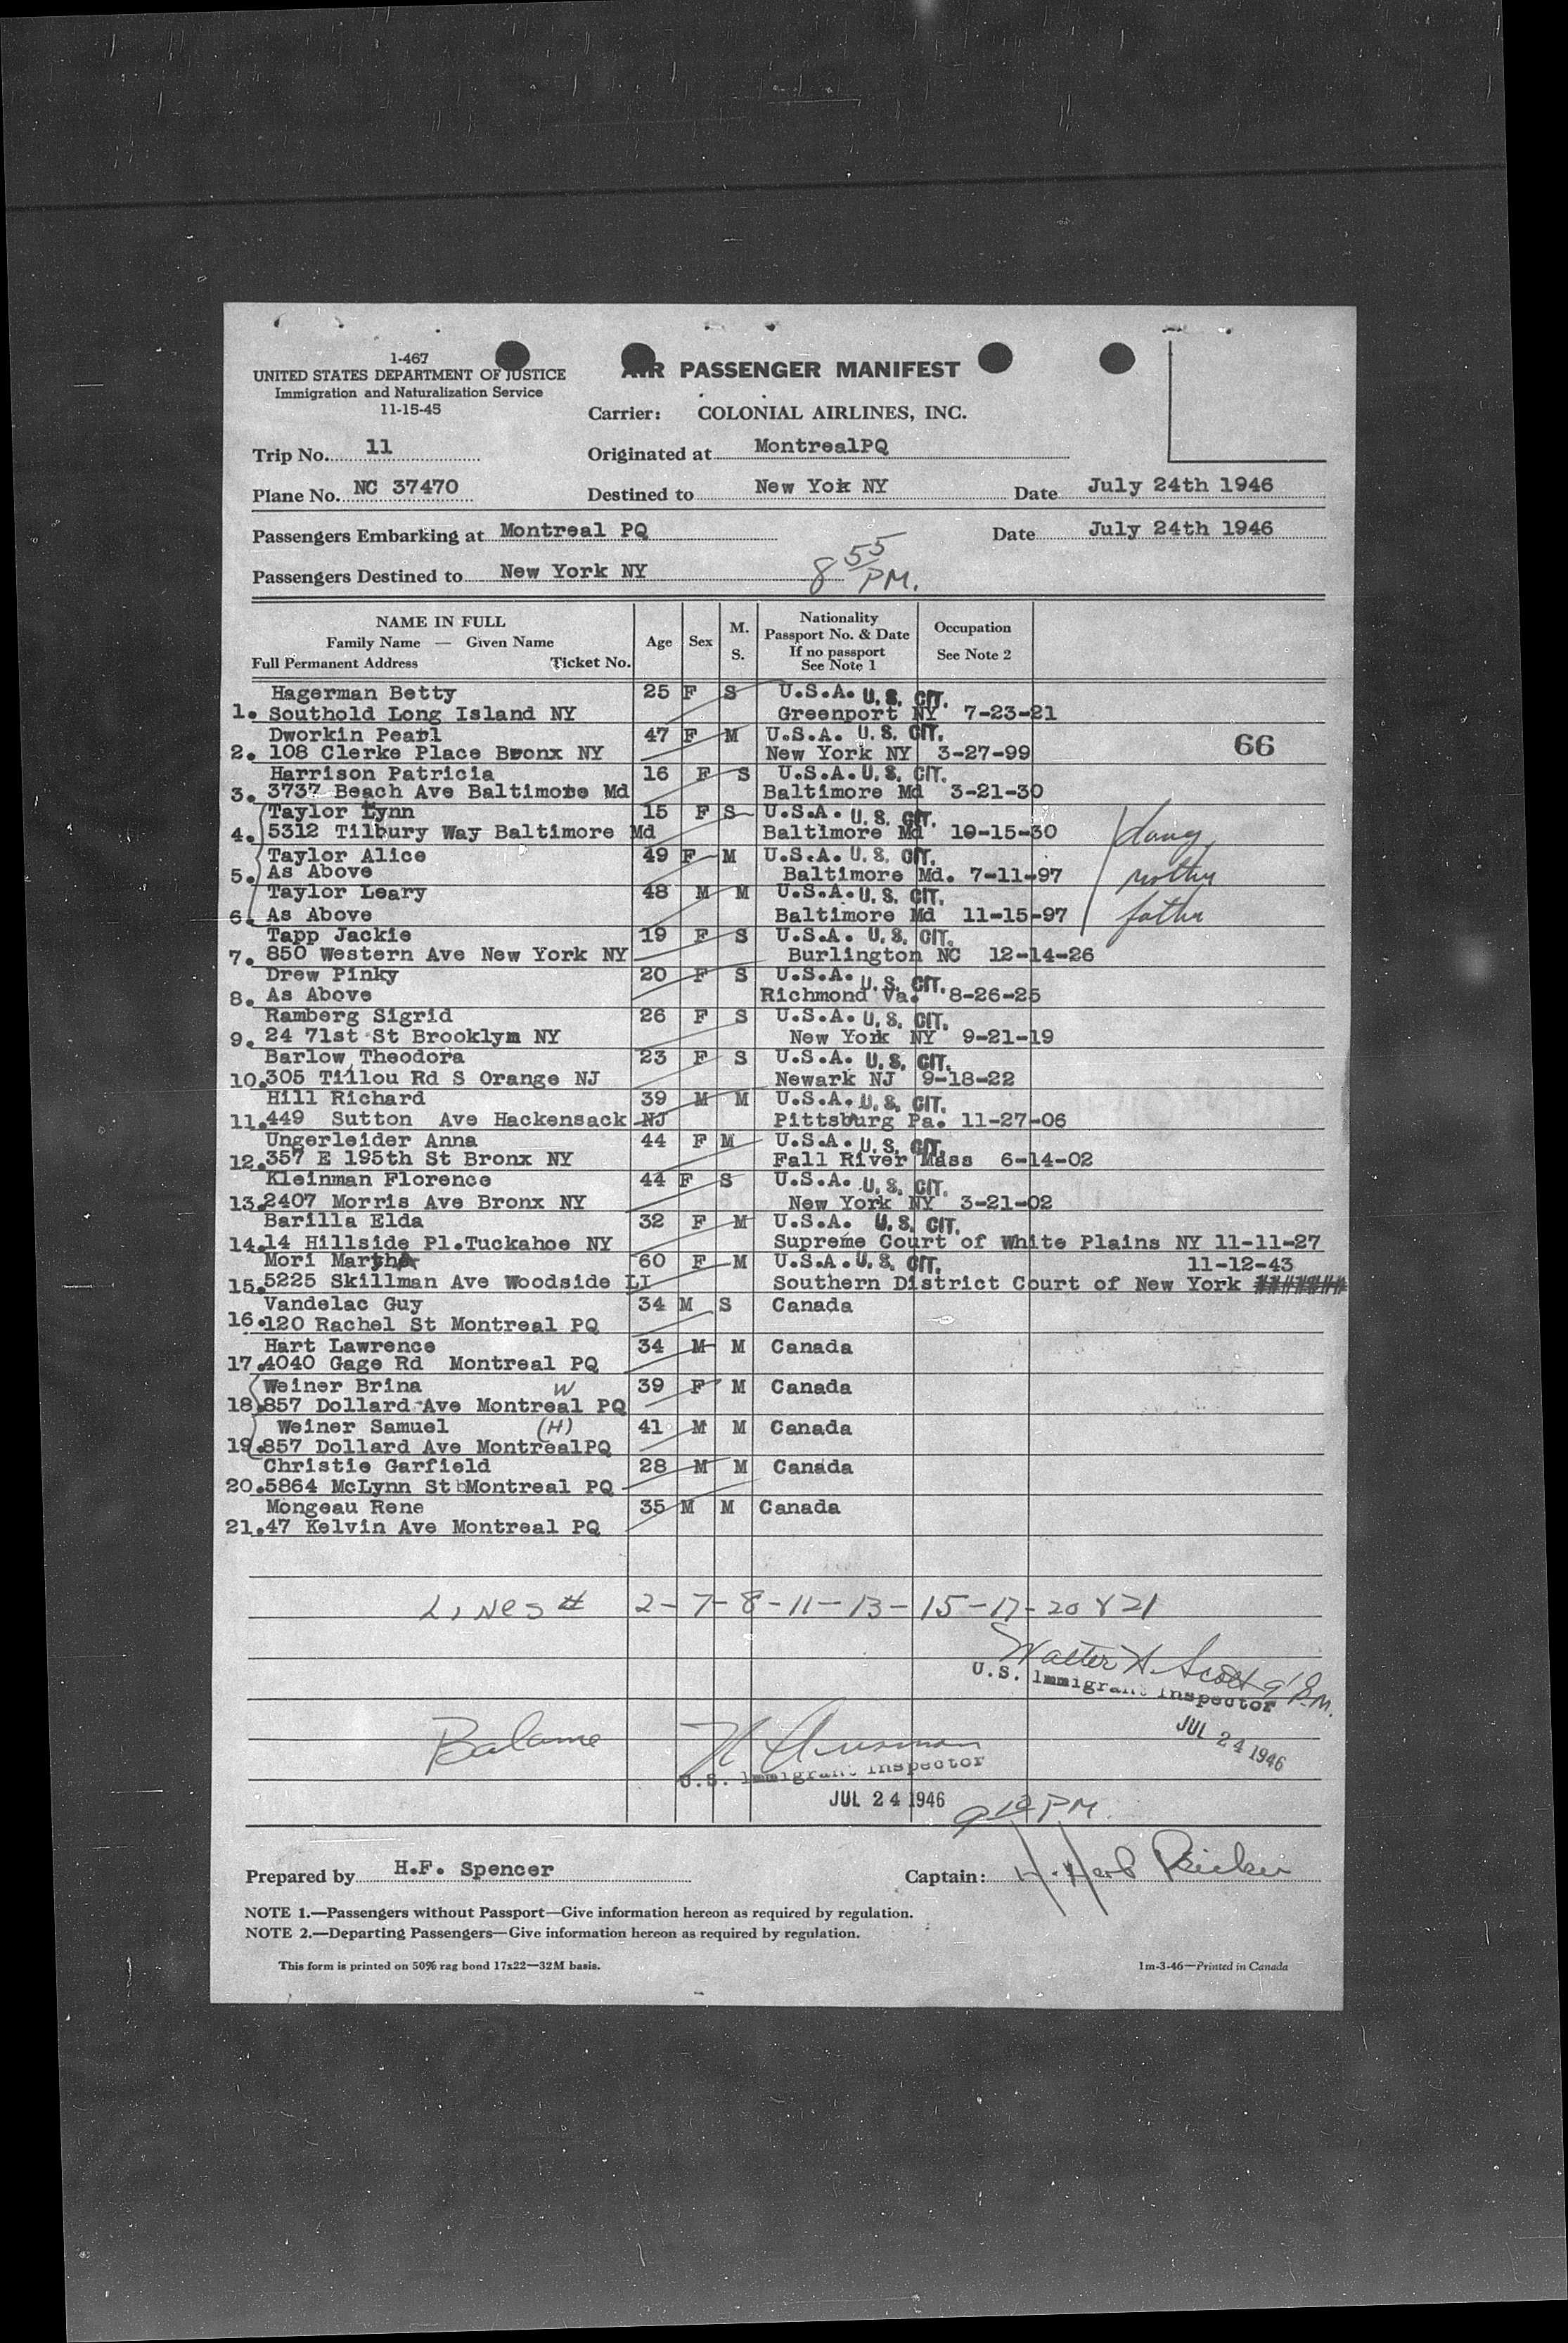 1-467
UNITED STATES DEPARTMENT OF JUSTICE
Immigration and Naturalization Service
11-15-45
AIR PASSENGER MANIFEST
Carrier: COLONIAL AIRLINES, INC.
Trip No. 11
Originated at MontrealPQ
Plane No. NC 37470
Destined to New Yok NY Date July 24th 1946
Passengers Embarking at Montreal PQ Date July 24th 1946
Passengers Destined to New York NY
8 55 PM.
NAME IN FULL
Family Name — Given Name
Full Permanent Address Ticket No.
Age
Sex
M. S.
Nationality
Passport No. & Date
If no passport
See Note 1
Occupation
See Note 2
66
Hagerman Betty 25 F S U.S.A. U.S. CIT.
1. Southold Long Island NY Greenport NY 7-23-21
Dworkin Pearl 47 F M U.S.A. U.S. CIT.
2. 108 Clerke Place Bronx NY New York NY 3-27-99
Harrison Patricia 16 F S U.S.A. U.S. CIT.
3. 3737 Beach Ave Baltimore Md Baltimore Md 3-21-30
Taylor Lynn 15 F S U.S.A. U.S. CIT.
4. 5312 Tilbury Way Baltimore Md Baltimore Md 10-15-30 daug,
Taylor Alice 49 F M U.S.A. U.S. CIT.
5. As Above Baltimore Md. 7-11-97 mother
Taylor Leary 48 M M U.S.A. U.S. CIT.
6. As Above Baltimore Md 11-15-97 father
Tapp Jackie 19 F S U.S.A. U.S. CIT.
7. 850 Western Ave New York NY Burlington NC 12-14-26
Drew Pinky 20 F S U.S.A. U.S. CIT.
8. As Above Richmond Va. 8-26-25
Ramberg Sigrid 26 F S U.S.A. U.S. CIT.
9. 24 71st St Brooklyn NY New York NY 9-21-19
Barlow Theodora 23 F S U.S.A. U.S. CIT.
10. 305 Tillou Rd S Orange NJ Newark NJ 9-18-22
Hill Richard 39 M M U.S.A. U.S. CIT.
11. 449 Sutton Ave Hackensack NJ Pittsburg Pa. 11-27-06
Ungerleider Anna 44 F M U.S.A. U.S. CIT.
12. 357 E 195th St Bronx NY Fall River Mass 6-14-02
Kleinman Florence 44 F S U.S.A. U.S. CIT.
13. 2407 Morris Ave Bronx NY New York NY 3-21-02
Barilla Elda 32 F M U.S.A. U.S. CIT.
14. 14 Hillside Pl.Tuckahoe NY Supreme Court of White Plains NY 11-11-27
Mori Martha 60 F M U.S.A. U.S. CIT. 11-12-43
15. 5225 Skillman Ave Woodside LI Southern District Court of New York
Vandelac Guy 34 M S Canada
16. 120 Rachel St Montreal PQ
Hart Lawrence 34 M M Canada
17. 4040 Gage Rd Montreal PQ
Weiner Brina W 39 F M Canada
18. 857 Dollard Ave Montreal PQ
Weiner Samuel (H) 41 M M Canada
19. 857 Dollard Ave MontrealPQ
Christie Garfield 28 M M Canada
20. 5864 McLynn St Montreal PQ
Mongeau Rene 35 M M Canada
21. 47 Kelvin Ave Montreal PQ
Lines # 2-7-8-11-13-15-17-20 & 21
Walter A. Scott
U.S. Immigrant Inspector
JUL 24 1946
Balance
U.S. Immigrant Inspector
JUL 24 1946
9 10 PM.
Prepared by H.F. Spencer
Captain: H. Herb
NOTE 1.—Passengers without Passport—Give information hereon as required by regulation.
NOTE 2.—Departing Passengers—Give information hereon as required by regulation.
This form is printed on 50% rag bond 17x22—32M basis.
1m-3-46—Printed in Canada